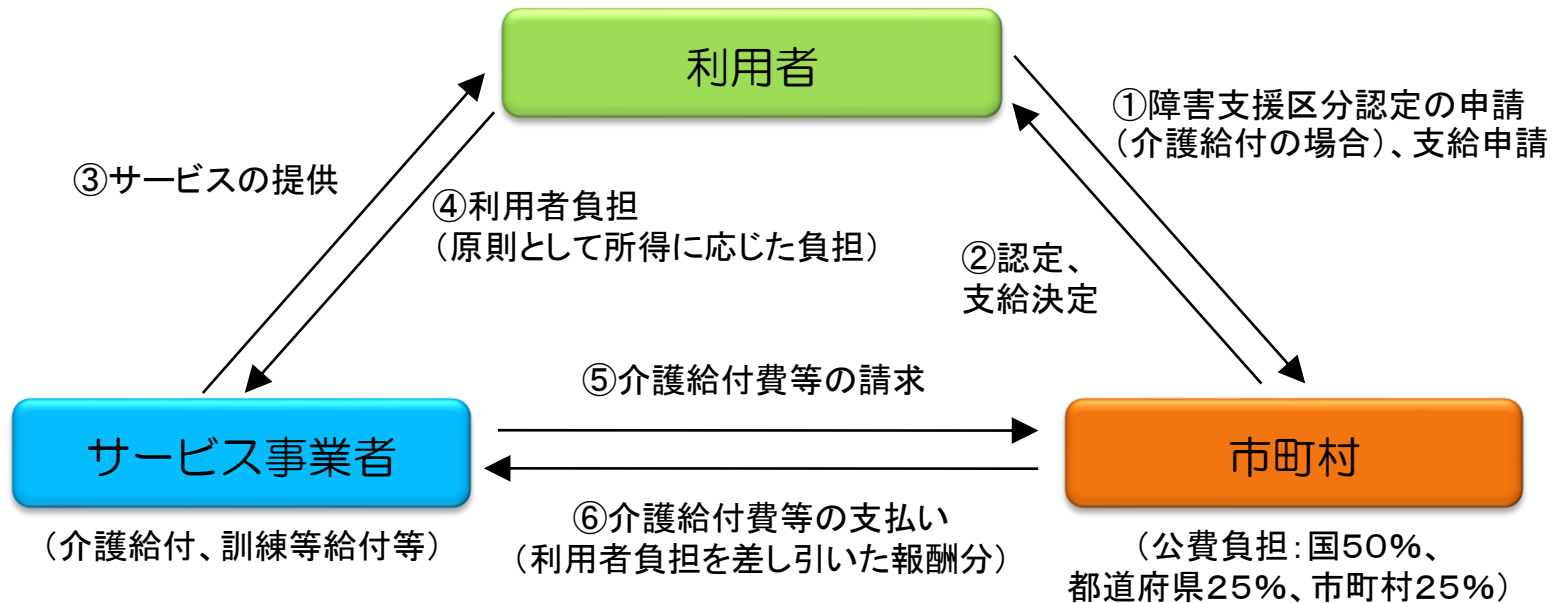 利用者
①障害支援区分認定の申請
（介護給付の場合）、支給申請
③サービスの提供
④利用者負担
（原則として所得に応じた負担）
②認定、
支給決定
⑤介護給付費等の請求
サービス事業者
市町村
⑥介護給付費等の支払い
（利用者負担を差し引いた報酬分）
（介護給付、訓練等給付等）
（公費負担：国５０％、
都道府県２５％、市町村２５％）